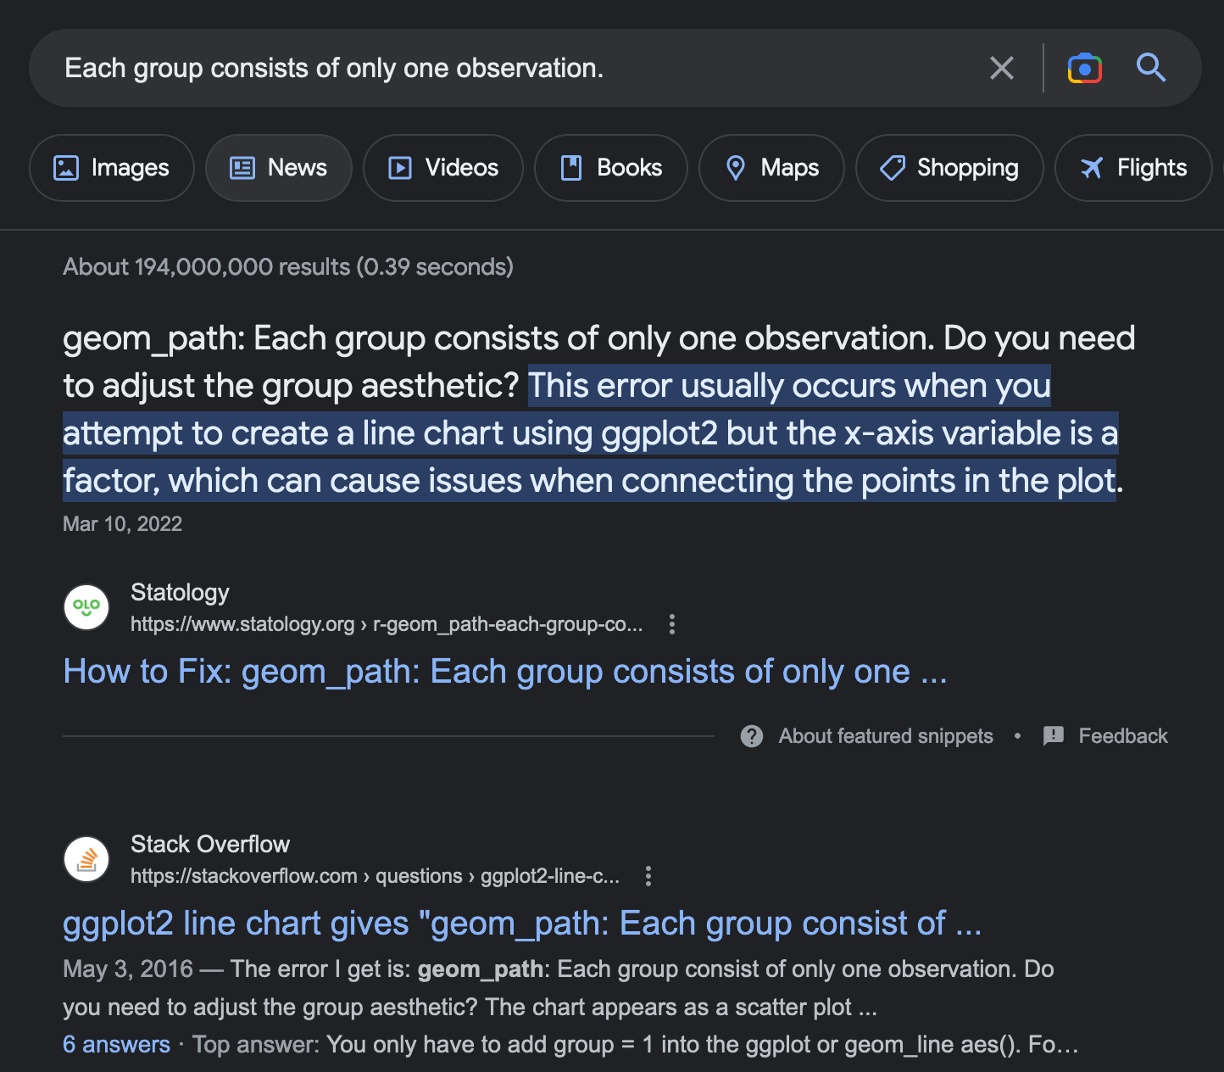 Each group consists of only one observation.
Images News Videos Books Maps Shopping Flights
About 194,000,000 results (0.39 seconds)
geom_path: Each group consists of only one observation. Do you need
to adjust the group aesthetic? This error usually occurs when you
attempt to create a line chart using ggplot2 but the x-axis variable is a
factor, which can cause issues when connecting the points in the plot.
Mar 10, 2022
OLO
Statology
https://www.statology.org › r-geom_path-each-group-co...
How to Fix: geom_path: Each group consists of only one ...
About featured snippets • Feedback
Stack Overflow
https://stackoverflow.com › questions › ggplot2-line-c...
ggplot2 line chart gives "geom_path: Each group consist of ...
May 3, 2016 — The error I get is: geom_path: Each group consist of only one observation. Do
you need to adjust the group aesthetic? The chart appears as a scatter plot ...
6 answers · Top answer: You only have to add group = 1 into the ggplot or geom_line aes(). Fo...